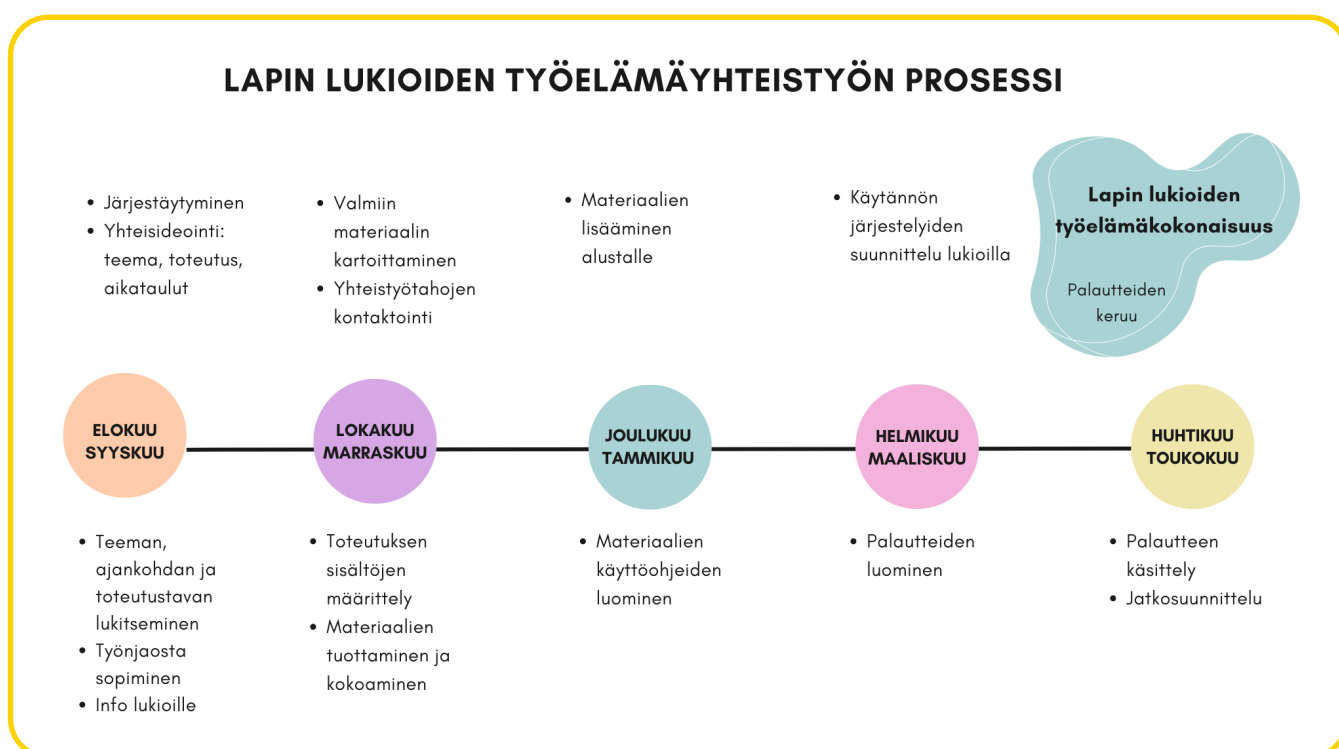 LAPIN LUKIOIDEN TYÖELÄMÄYHTEISTYÖN PROSESSI
• Järjestäytyminen
• Yhteisideointi:
teema, toteutus,
aikataulut
• Valmiin
materiaalin
kartoittaminen
• Yhteistyötahojen
kontaktointi
• Materiaalien
lisääminen
alustalle
• Käytännön
järjestelyiden
suunnittelu lukioilla
Lapin lukioiden
työelämäkokonaisuus
Palautteiden
keruu
ELOKUU
SYYSKUU
LOKAKUU
MARRASKUU
JOULUKUU
TAMMIKUU
HELMIKUU
MAALISKUU
HUHTIKUU
TOUKOKUU
• Teeman,
ajankohdan ja
toteutustavan
lukitseminen
• Työnjaosta
sopiminen
• Info lukioille
• Toteutuksen
sisältöjen
määrittely
• Materiaalien
tuottaminen ja
kokoaminen
• Materiaalien
käyttöohjeiden
luominen
• Palautteiden
luominen
• Palautteen
käsittely
• Jatkosuunnittelu